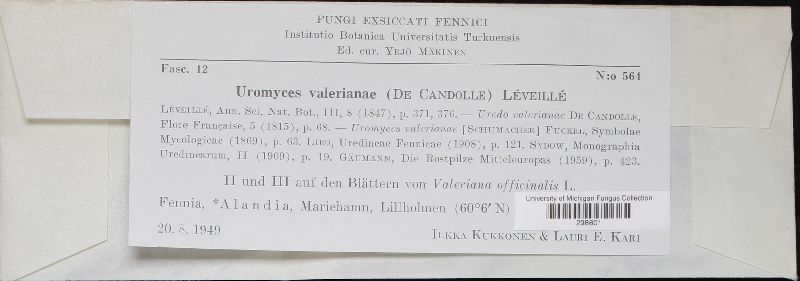 FUNGI EXSICCATI FENNICI
Institutio Botanica Universitatis Turkuensis
Ed. cur. YRJÖ MÄKINEN
Fasc. 12 N:o 564
Uromyces valerianae (DE CANDOLLE) LÉVEILLÉ
LÉVEILLÉ, Ann. Sci. Nat. Bot., III, 8 (1847), p. 371, 376. — Uredo valerianae DE CANDOLLE,
Flore Française, 5 (1815), p. 68. — Uromyces valerianae [SCHUMACHER] FUCKEL, Symbolae
Mycologicae (1869), p. 63. LIRO, Uredineae Fennicae (1908), p. 121. SYDOW, Monographia
Uredinearum, II (1909), p. 19. GÄUMANN, Die Rostpilze Mitteleuropas (1959), p. 423.
II und III auf den Blättern von Valeriana officinalis L.
Fennia, *Alandia, Mariehamn, Lillholmen (60°6′ N)
University of Michigan Fungus Collection
298801
20. 8. 1949 ILKKA KUKKONEN & LAURI E. KARI